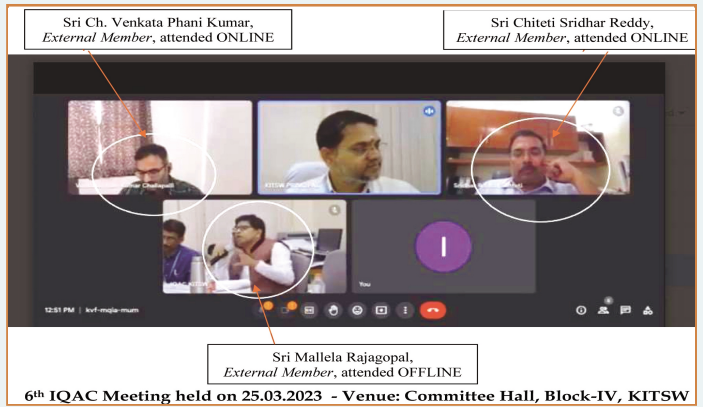 Sri Ch. Venkata Phani Kumar,
External Member, attended ONLINE
Sri Chiteti Sridhar Reddy,
External Member, attended ONLINE
12:51 PM | kvf-mqia-mum
You
I
Sri Mallela Rajagopal,
External Member, attended OFFLINE
6th IQAC Meeting held on 25.03.2023 - Venue: Committee Hall, Block-IV, KITSW